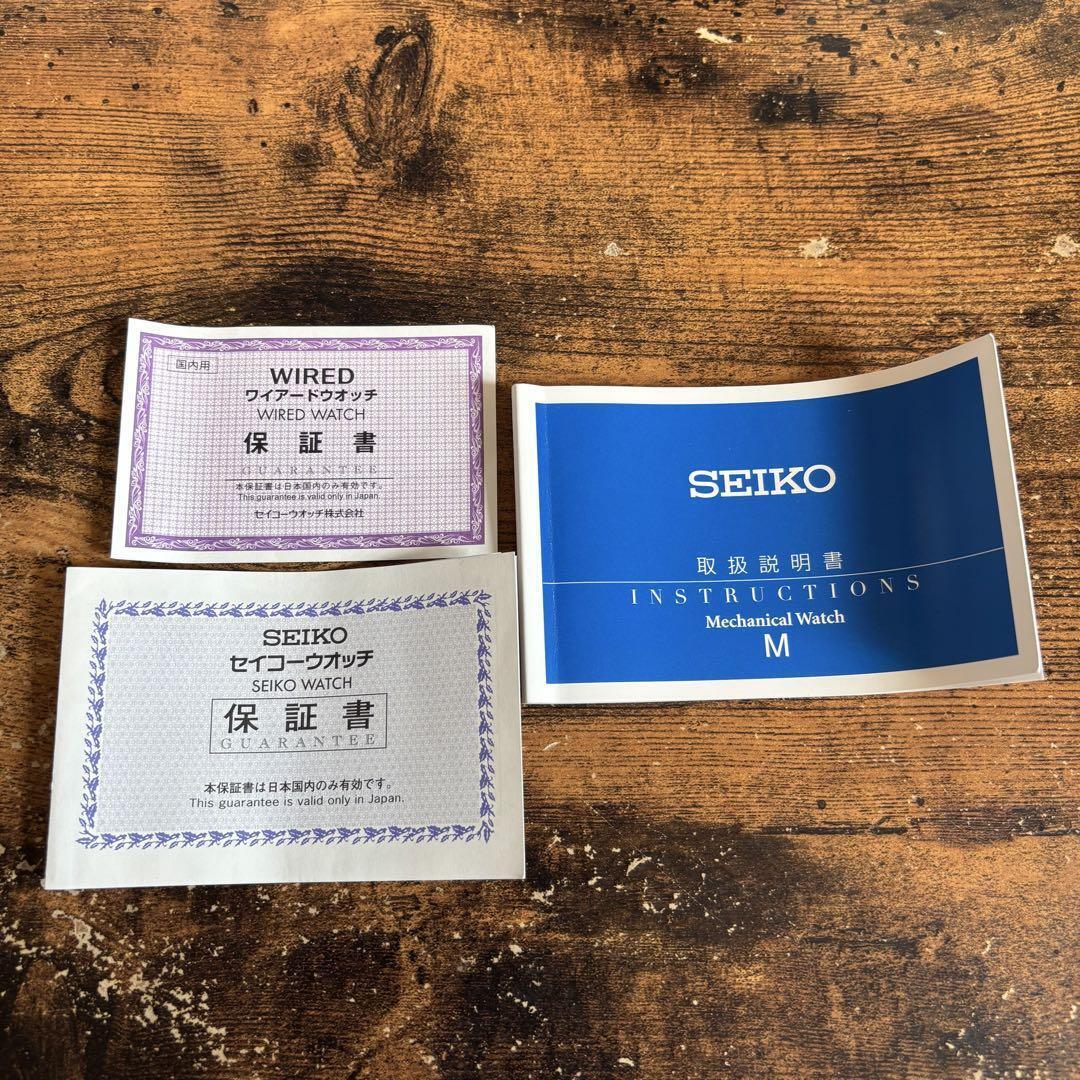 国内用
WIRED
ワイアードウオッチ
WIRED WATCH
保証書
GUARANTEE
本保証書は日本国内のみ有効です。
This guarantee is valid only in Japan.
セイコーウオッチ株式会社
SEIKO
セイコーウオッチ
SEIKO WATCH
保証書
GUARANTEE
本保証書は日本国内のみ有効です。
This guarantee is valid only in Japan.
SEIKO
取扱説明書
INSTRUCTIONS
Mechanical Watch
M